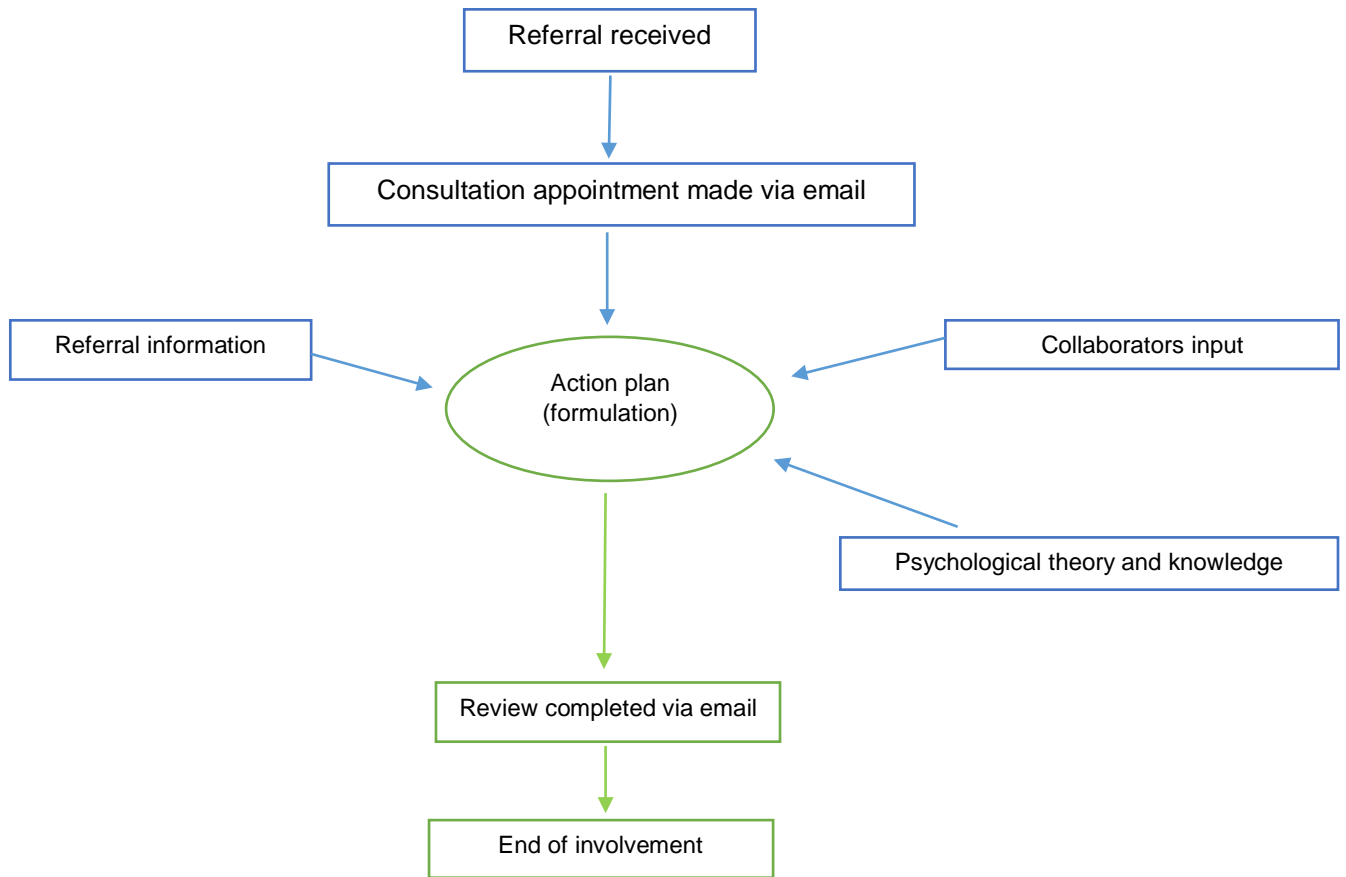 Referral received
Consultation appointment made via email
Referral information
Collaborators input
Action plan
(formulation)
Psychological theory and knowledge
Review completed via email
End of involvement